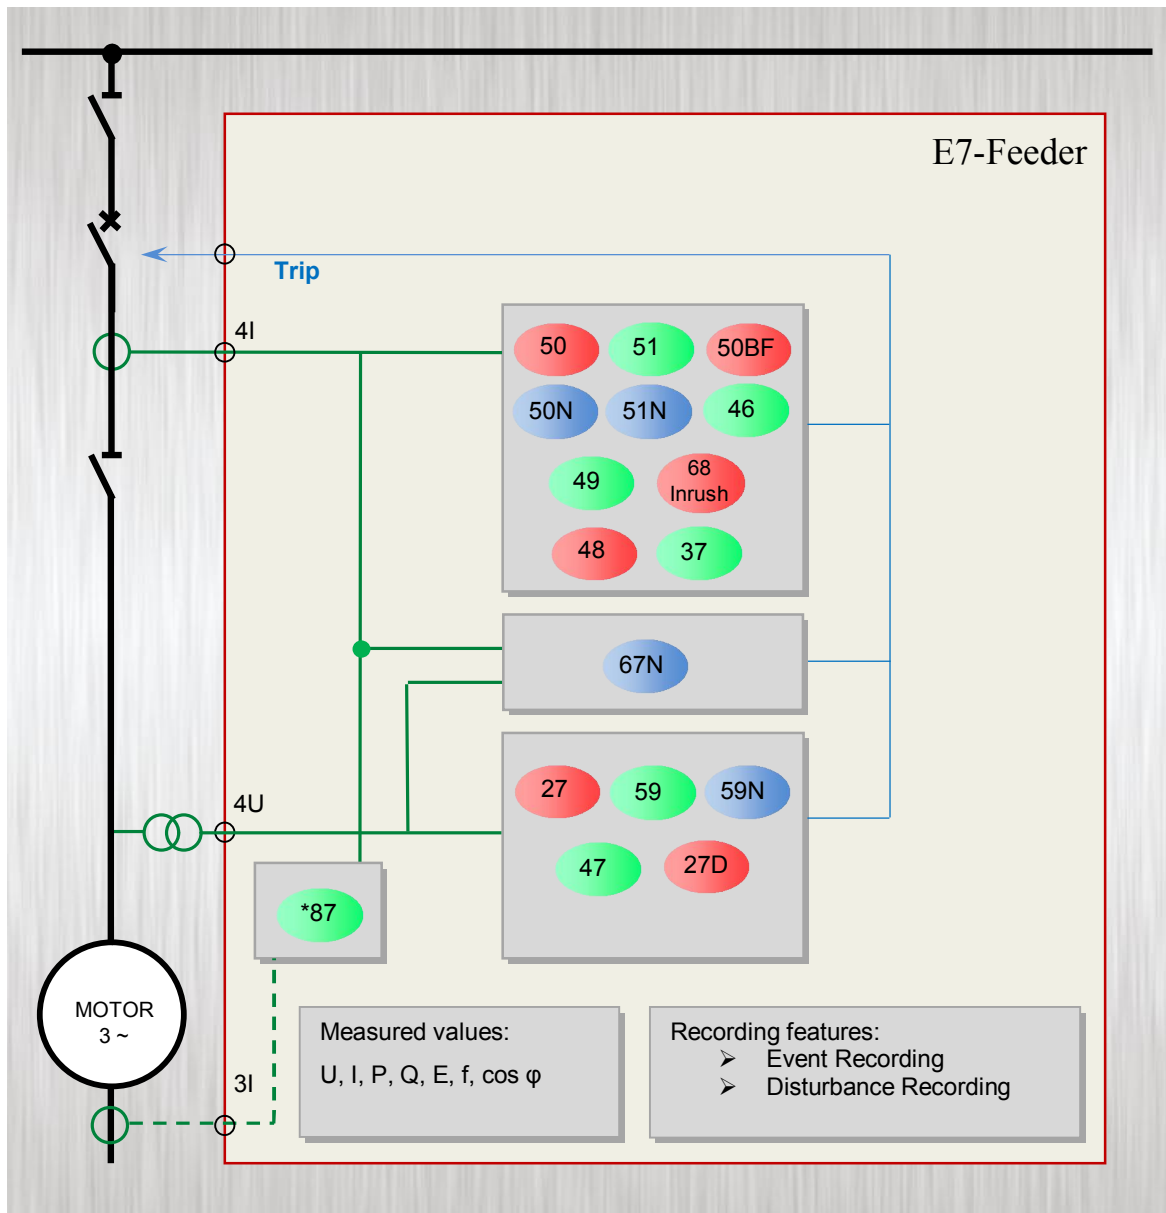 E7-Feeder
Trip
4I
50 51 50BF
50N 51N 46
49 68
Inrush
48 37
67N
4U
27 59 59N
47 27D
*87
MOTOR
3 ~
3I
Measured values:
U, I, P, Q, E, f, cos φ
Recording features:
➢ Event Recording
➢ Disturbance Recording